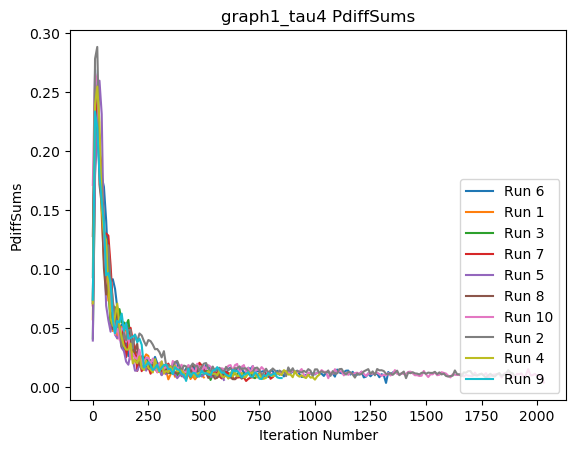 graph1_tau4 PdiffSums
0.30
0.25
0.20
0.15
0.10
0.05
0.00
PdiffSums
Run 6
Run 1
Run 3
Run 7
Run 5
Run 8
Run 10
Run 2
Run 4
Run 9
0 250 500 750 1000 1250 1500 1750 2000
Iteration Number